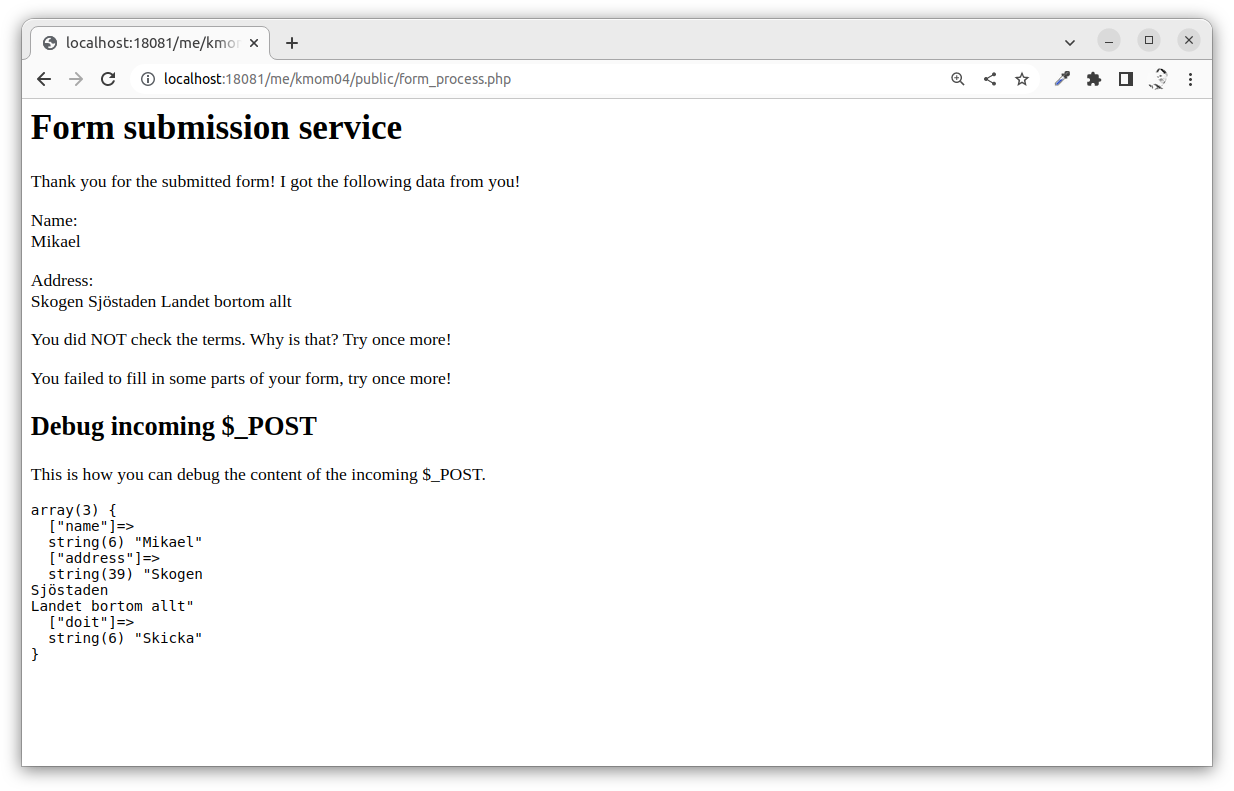 localhost:18081/me/kmom
localhost:18081/me/kmom04/public/form_process.php
Form submission service
Thank you for the submitted form! I got the following data from you!
Name:
Mikael
Address:
Skogen Sjöstaden Landet bortom allt
You did NOT check the terms. Why is that? Try once more!
You failed to fill in some parts of your form, try once more!
Debug incoming $_POST
This is how you can debug the content of the incoming $_POST.
array(3) {
  ["name"]=>
  string(6) "Mikael"
  ["address"]=>
  string(39) "Skogen
Sjöstaden
Landet bortom allt"
  ["doit"]=>
  string(6) "Skicka"
}